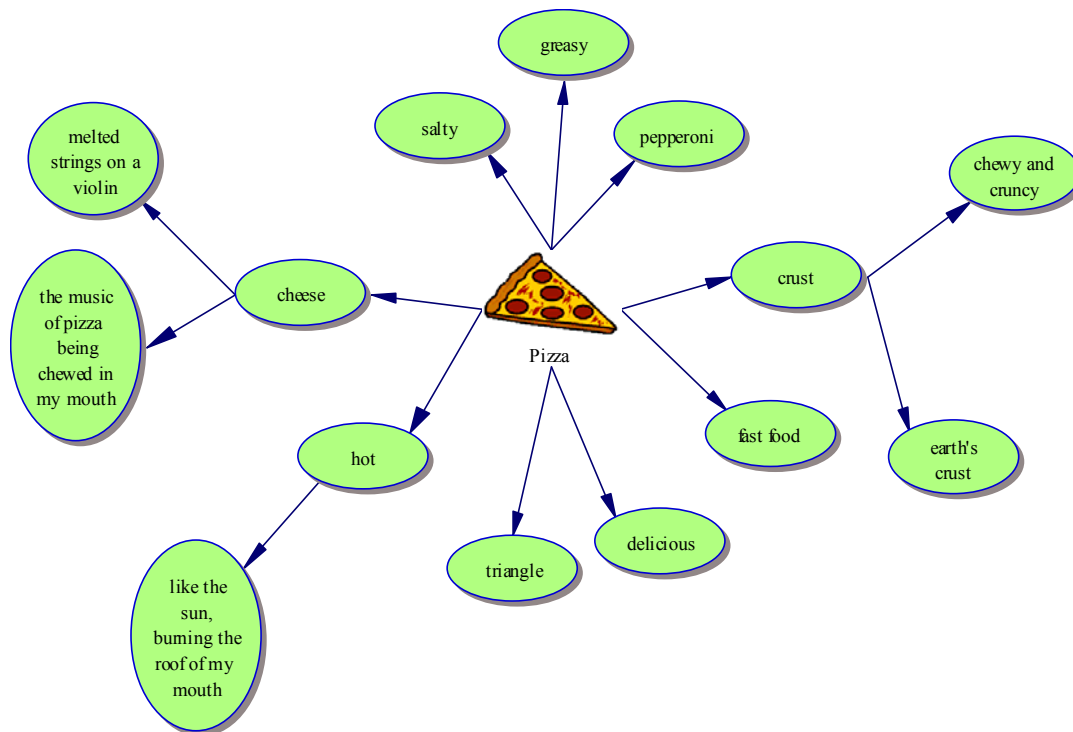 greasy
salty
pepperoni
melted
strings on a
violin
chewy and
cruncy
the music
of pizza
being
chewed in
my mouth
cheese
crust
Pizza
hot
fast food
earth's
crust
triangle
delicious
like the
sun,
burning the
roof of my
mouth